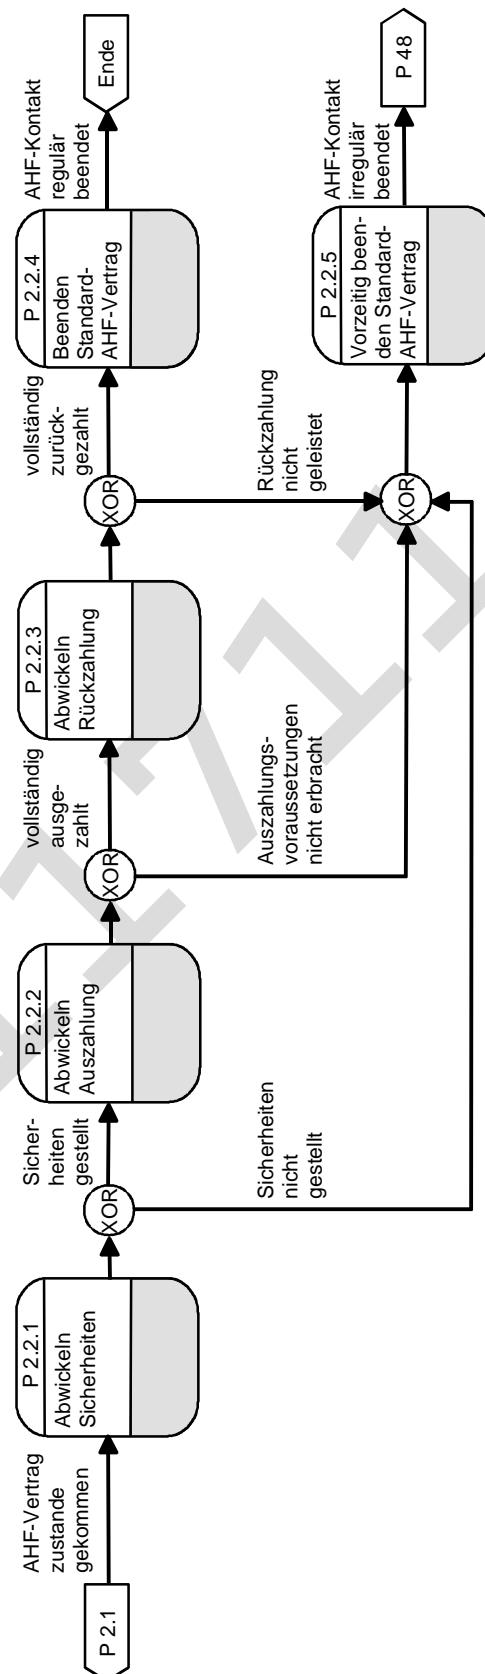 P 2.1
AHF-Vertrag
zustande
gekommen
P 2.2.1
Abwickeln
Sicherheiten
XOR
Sicher-
heiten
gestellt
P 2.2.2
Abwickeln
Auszahlung
XOR
vollständig
ausge-
zahlt
P 2.2.3
Abwickeln
Rückzahlung
XOR
vollständig
zurück-
gezahlt
P 2.2.4
Beenden
Standard-
AHF-Vertrag
AHF-Kontakt
regulär
beendet
Ende
Sicherheiten
nicht
gestellt
Auszahlungs-
voraussetzungen
nicht erbracht
Rückzahlung
nicht
geleistet
XOR
P 2.2.5
Vorzeitig been-
den Standard-
AHF-Vertrag
AHF-Kontakt
irregulär
beendet
P 48